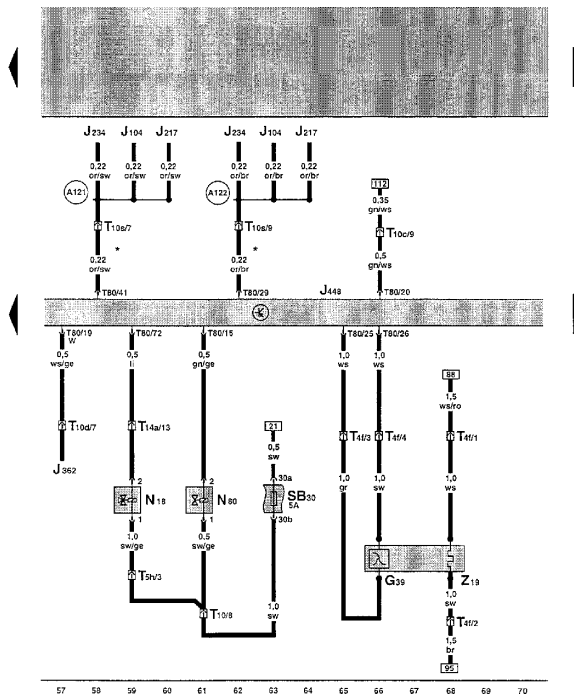 J234 J104 J217 J234 J104 J217
0,22 or/sw 0,22 or/sw 0,22 or/sw 0,22 or/br 0,22 or/br 0,22 or/br
112
A121 A122
0,35 gn/ws
T10s/7 T10s/9 T10c/9
* *
0,22 or/sw 0,22 or/br 0,5 gn/ws
T80/41 T80/29 J448 T80/20
T80/19 T80/72 T80/15 T80/25 T80/26
W
0,5 ws/ge 0,5 li 0,5 gn/ge 1,0 ws 1,0 ws
88
1,5 ws/ro
21
T10d/7 T14a/13 T4f/3 T4f/4 T4f/1
0,5 sw
J362
2 2 30a
1,0 gr 1,0 sw 1,0 ws
N18 N80 SB30
5A
1 1 30b
1,0 sw/ge 0,5 sw/ge
T5h/3
G39 Z19
T10/8 1,0 sw 1,0 sw
T4f/2
1,5 br
95
57 58 59 60 61 62 63 64 65 66 67 68 69 70